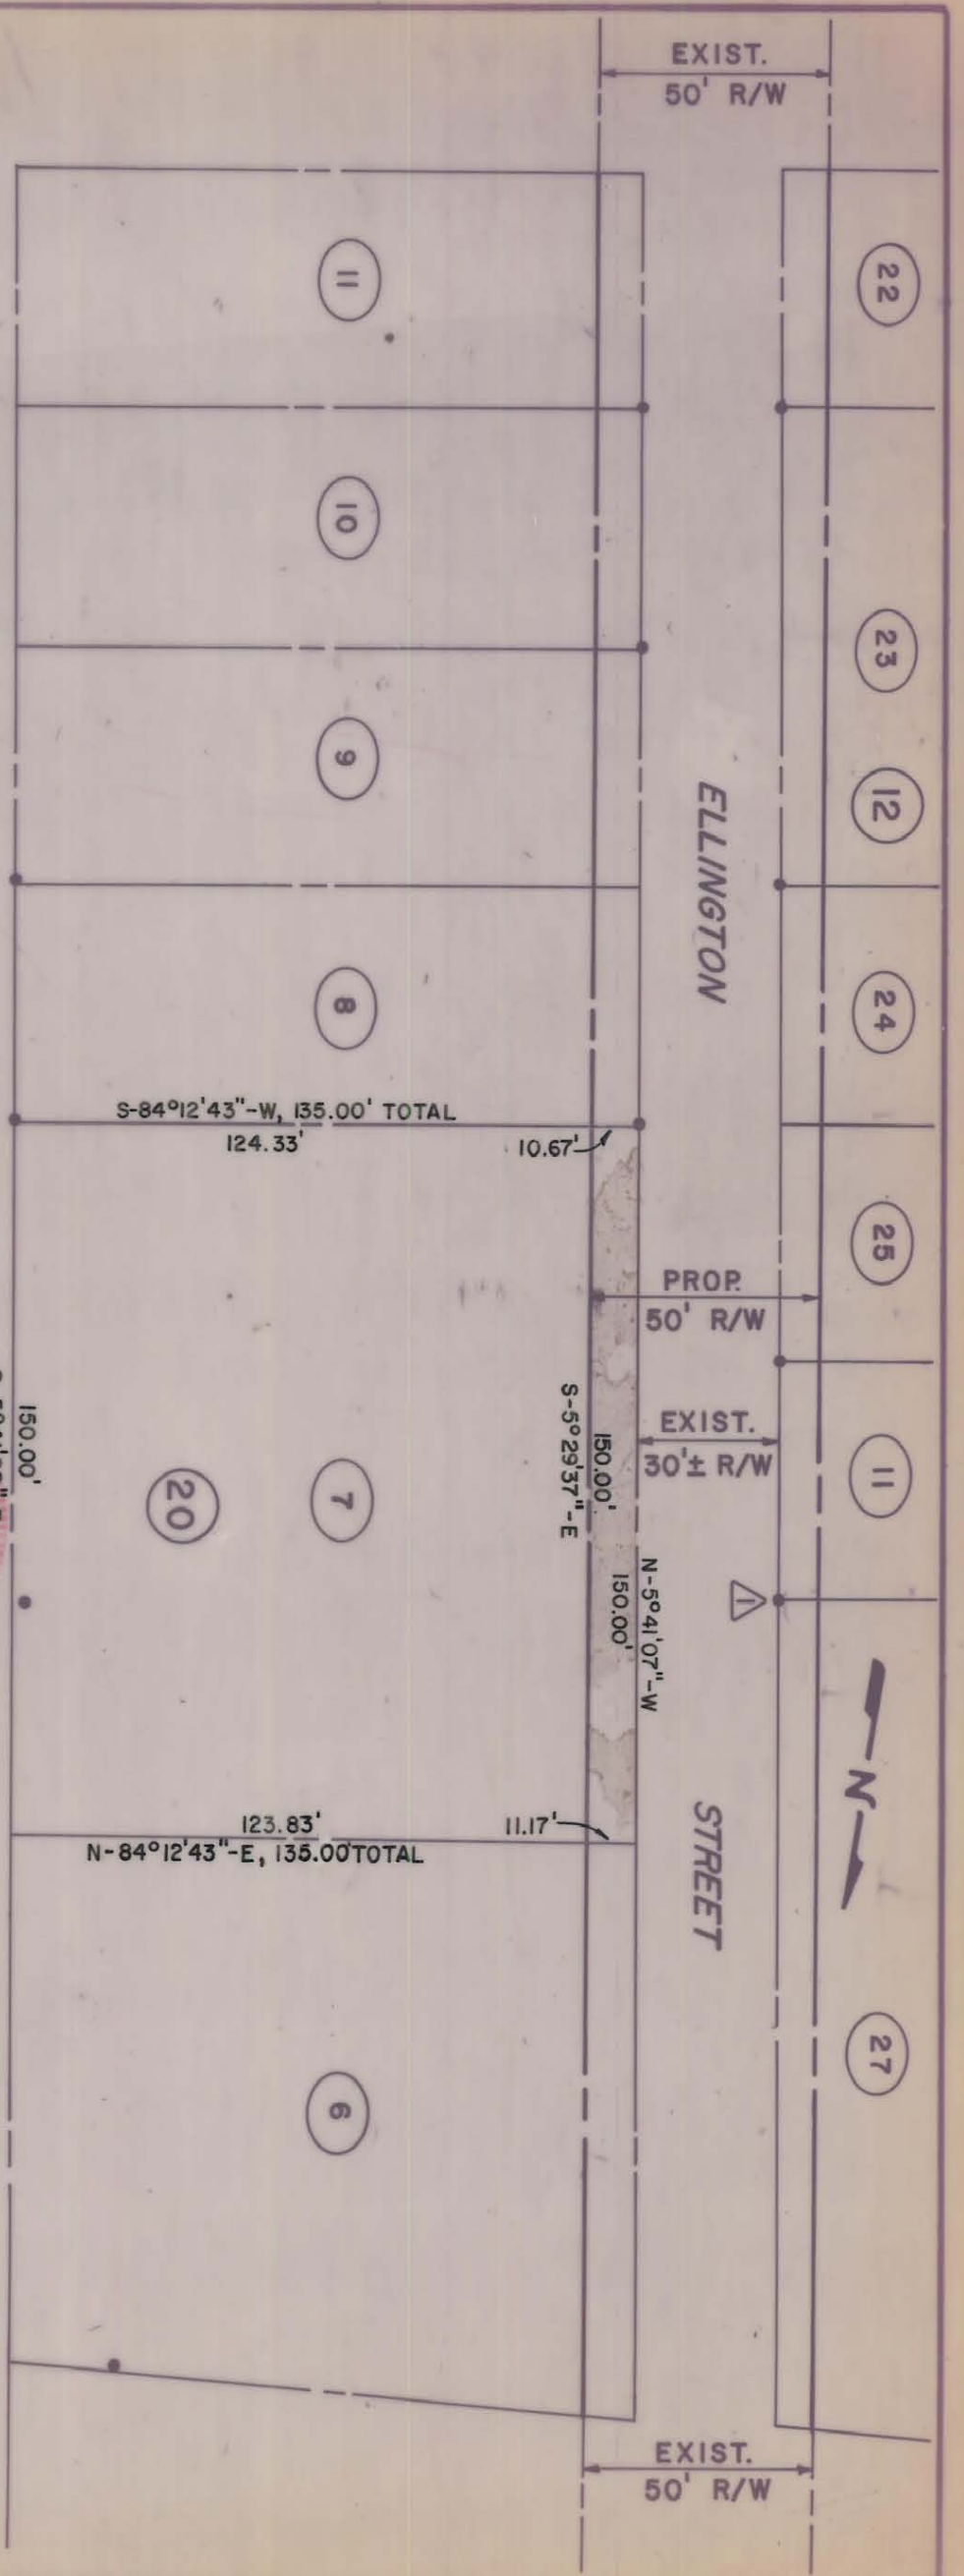 EXIST.
50' R/W
22
11
10
23
9
12
ELLINGTON
24
8
S-84°12'43"-W, 135.00' TOTAL
124.33'
10.67'
25
PROP.
50' R/W
EXIST.
30'± R/W
11
150.00'
S-5°29'37"-E
150.00'
20
7
N-5°41'07"-W
150.00'
1
N
STREET
123.83'
11.17'
N-84°12'43"-E, 135.00'TOTAL
27
6
EXIST.
50' R/W